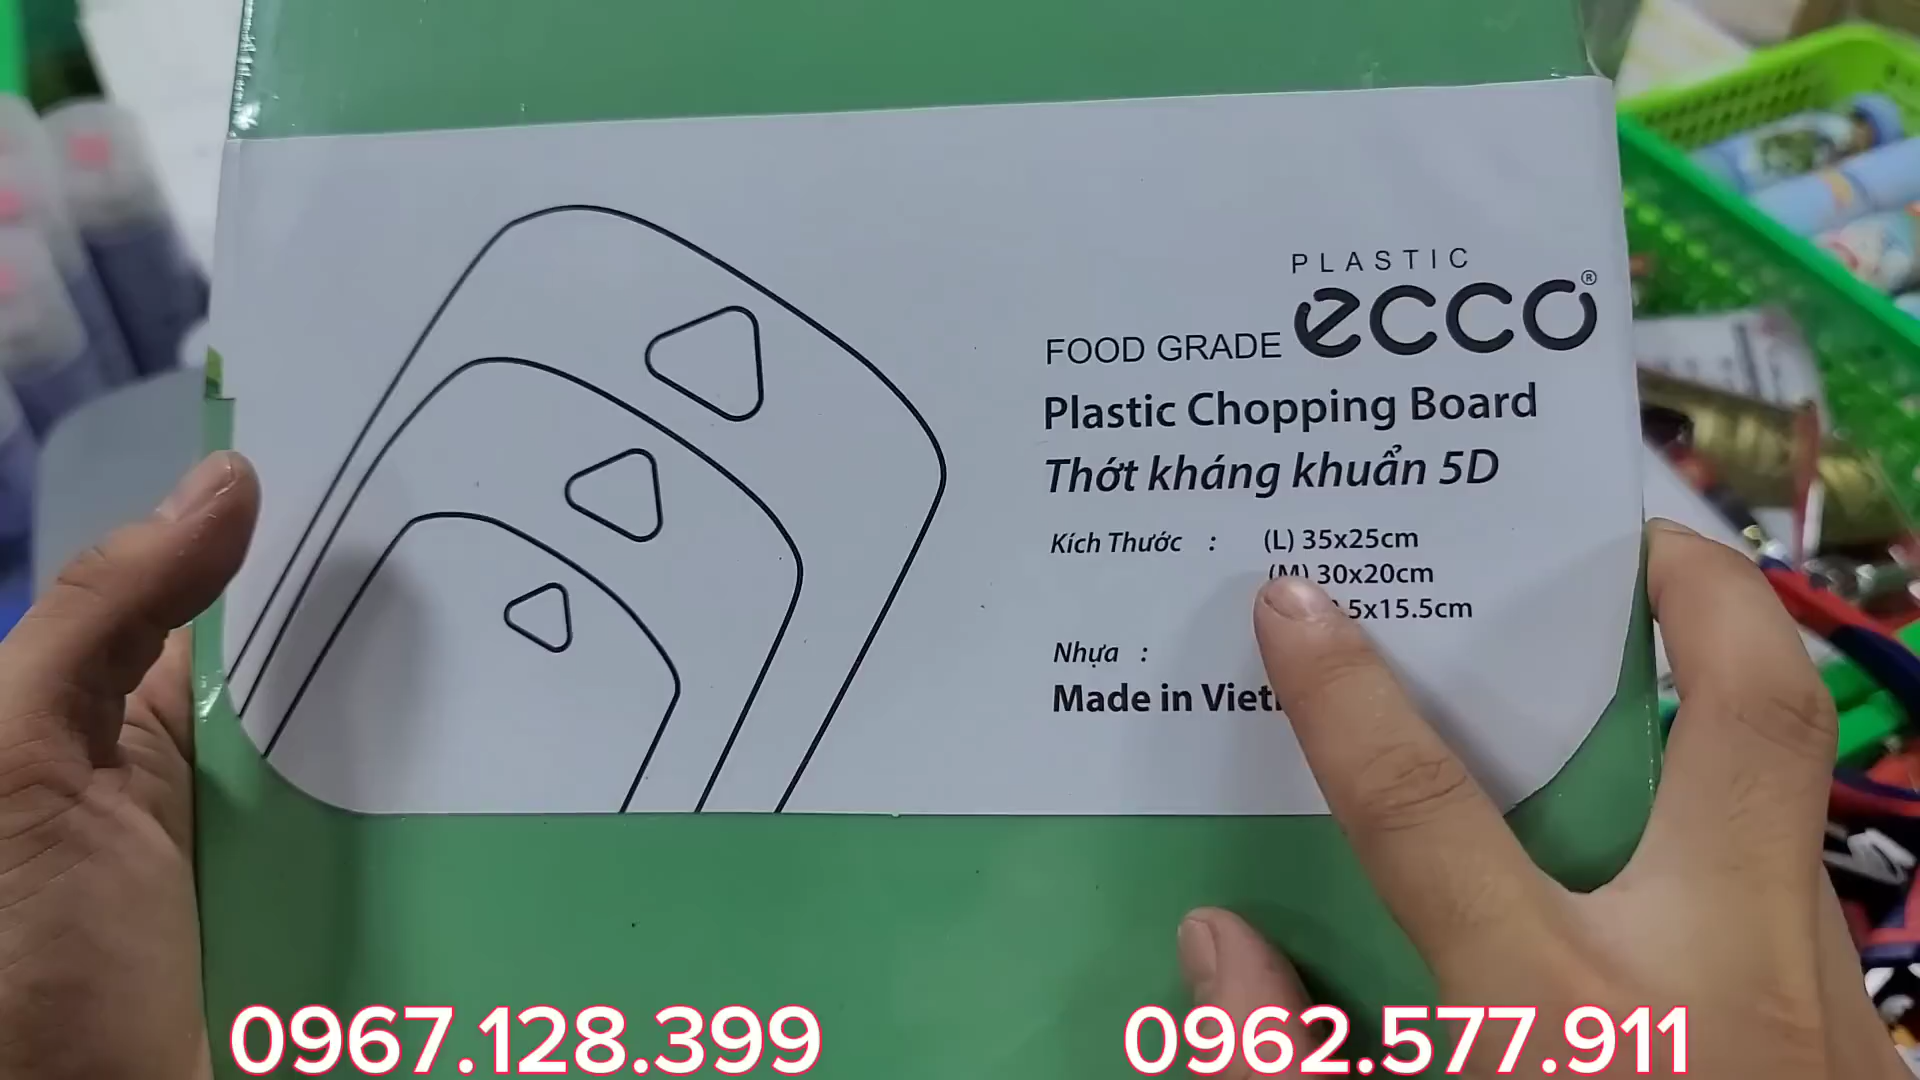 PLASTIC
FOOD GRADE ecco®
Plastic Chopping Board
Thớt kháng khuẩn 5D
Kích Thước : (L) 35x25cm
(M) 30x20cm
5x15.5cm
Nhựa :
Made in
0967.128.399 0962.577.911